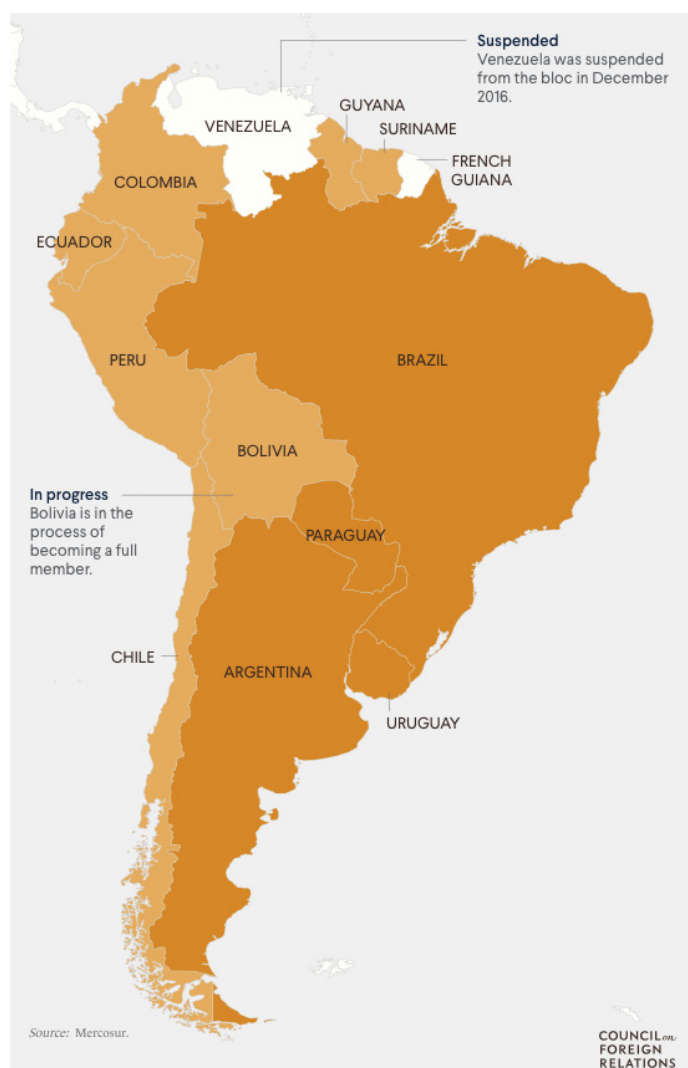 Suspended
Venezuela was suspended
from the bloc in December
2016.
GUYANA
VENEZUELA
SURINAME
FRENCH
GUIANA
COLOMBIA
ECUADOR
PERU
BRAZIL
BOLIVIA
In progress
Bolivia is in the
process of
becoming a full
member.
PARAGUAY
CHILE
ARGENTINA
URUGUAY
Source: Mercosur.
COUNCIL on
FOREIGN
RELATIONS